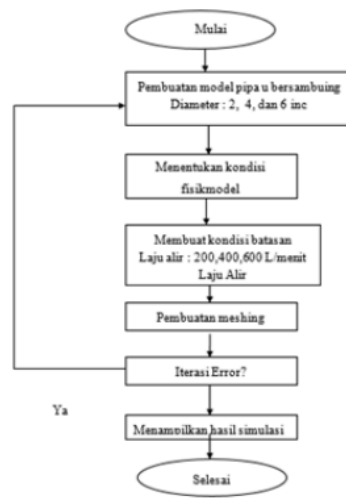 Mulai
Pembuatan model pipa u bersambuing
Diameter : 2, 4, dan 6 inc
Menentukan kondisi
fisikmodel
Membuat kondisi batasan
Laju alir : 200,400,600 L/menit
Laju Alir
Pembuatan meshing
Iterasi Error?
Ya
Menampilkan hasil simulasi
Selesai